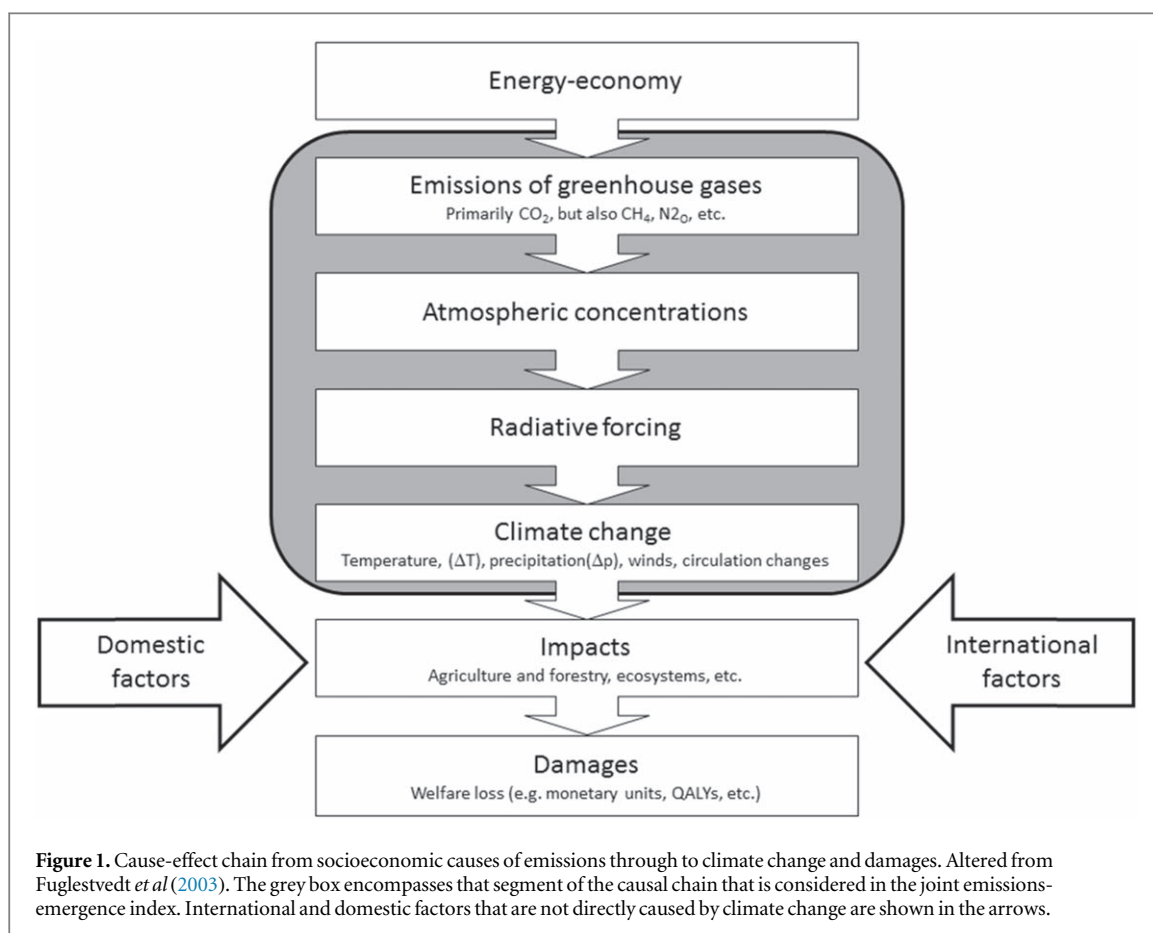 Energy-economy
Emissions of greenhouse gases
Primarily CO₂, but also CH₄, N2₀, etc.
Atmospheric concentrations
Radiative forcing
Climate change
Temperature, (ΔT), precipitation(Δp), winds, circulation changes
Domestic
factors
Impacts
Agriculture and forestry, ecosystems, etc.
International
factors
Damages
Welfare loss (e.g. monetary units, QALYs, etc.)
Figure 1. Cause-effect chain from socioeconomic causes of emissions through to climate change and damages. Altered from
Fuglestvedt et al (2003). The grey box encompasses that segment of the causal chain that is considered in the joint emissions-
emergence index. International and domestic factors that are not directly caused by climate change are shown in the arrows.